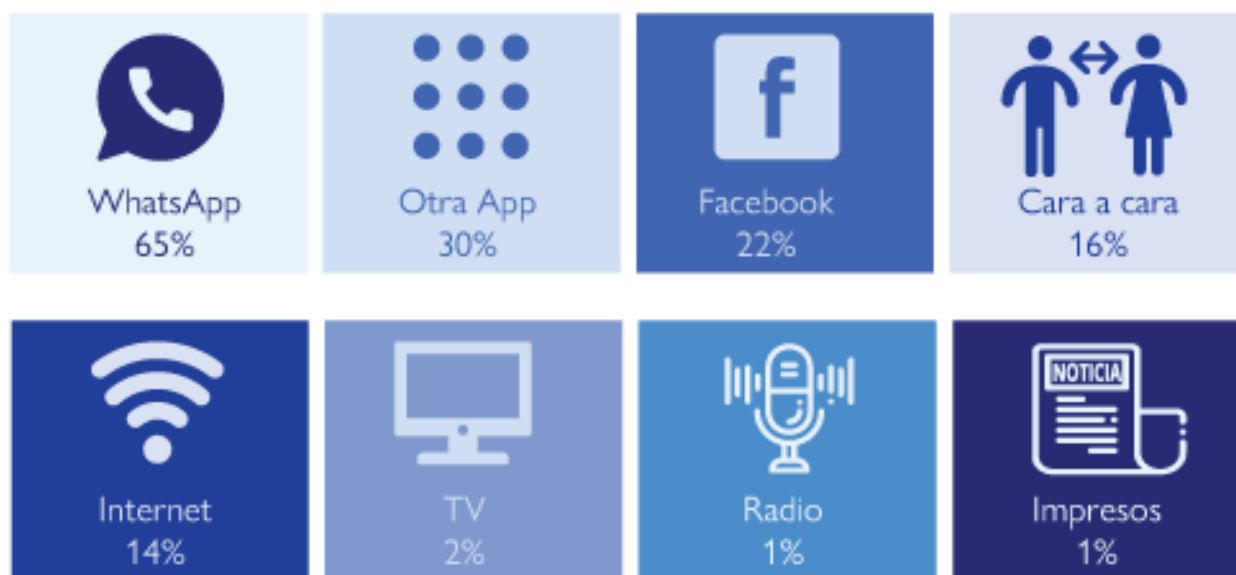 WhatsApp
65%
Otra App
30%
f
Facebook
22%
Cara a cara
16%
Internet
14%
TV
2%
Radio
1%
NOTICIA
Impresos
1%